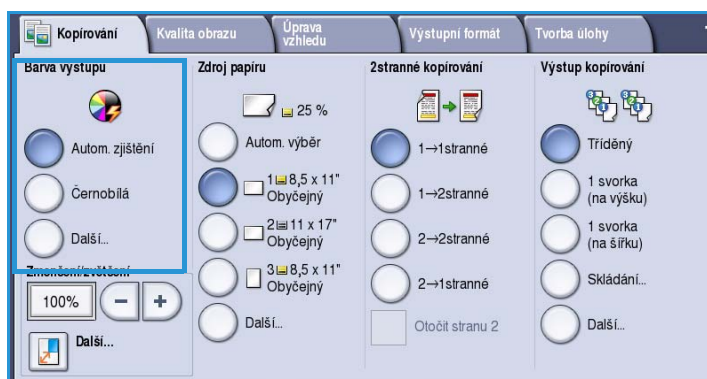 Kopírování
Kvalita obrazu
Úprava
vzhledu
Výstupní formát
Tvorba úlohy
Barva výstupu
Autom. zjištění
Černobílá
Další...
Zmenšení/zvětšení
100%
Další...
Zdroj papíru
25 %
Autom. výběr
1 8,5 x 11"
Obyčejný
2 11 x 17"
Obyčejný
3 8,5 x 11"
Obyčejný
Další...
2stranné kopírování
1→1stranné
1→2stranné
2→2stranné
2→1stranné
Otočit stranu 2
Výstup kopírování
Tříděný
1 svorka
(na výšku)
1 svorka
(na šířku)
Skládání...
Další...